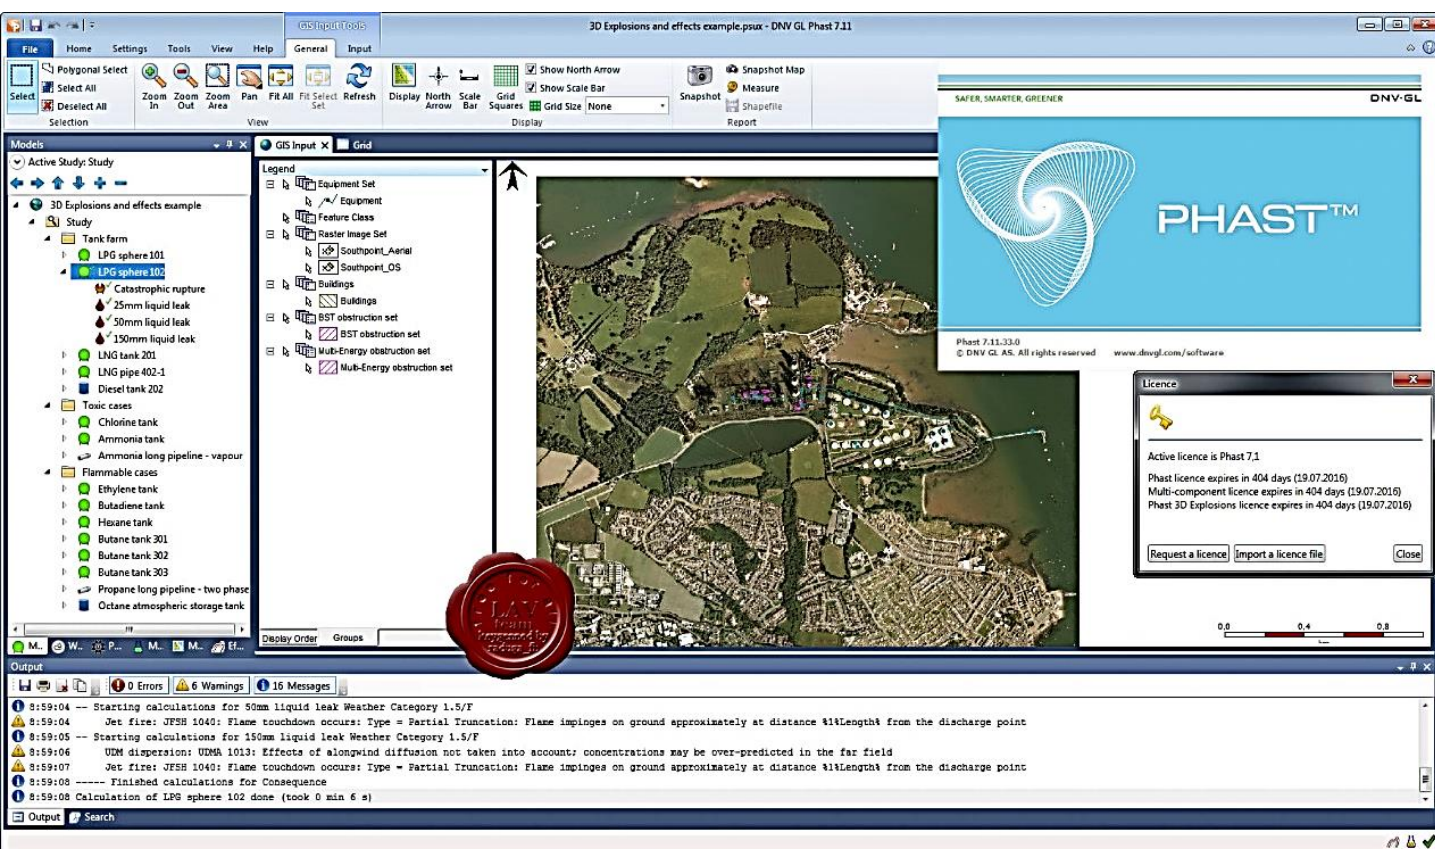 GIS Input Tools
3D Explosions and effects example.psux - DNV GL Phast 7.11
File Home Settings Tools View Help General Input
Select
Polygonal Select
Select All
Deselect All
Selection
Zoom In
Zoom Out
Zoom Area
Pan
Fit All
Fit Select Set
Refresh
View
Display
North Arrow
Scale Bar
Grid Squares
Show North Arrow
Show Scale Bar
Grid Size None
Display
Snapshot
Snapshot Map
Measure
Shapefile
Report
SAFER, SMARTER, GREENER
DNV·GL
PHAST™
Phast 7.11-33.0
© DNV GL AS. All rights reserved www.dnvgl.com/software
Models
Active Study: Study
3D Explosions and effects example
Study
Tank farm
LPG sphere 101
LPG sphere 102
Catastrophic rupture
25mm liquid leak
50mm liquid leak
150mm liquid leak
LNG tank 201
LNG pipe 402-1
Diesel tank 202
Toxic cases
Chlorine tank
Ammonia tank
Ammonia long pipeline - vapour
Flammable cases
Ethylene tank
Butadiene tank
Hexane tank
Butane tank 301
Butane tank 302
Butane tank 303
Propane long pipeline - two phase
Octane atmospheric storage tank
M... W... P... M... M... Ef...
GIS Input Grid
Legend
Equipment Set
Equipment
Feature Class
Raster Image Set
Southpoint_Aerial
Southpoint_OS
Buildings
Buildings
BST obstruction set
BST obstruction set
Multi-Energy obstruction set
Multi-Energy obstruction set
Display Order Groups
LAV
team
keygenned by
Licence
Active licence is Phast 7,1
Phast licence expires in 404 days (19.07.2016)
Multi-component licence expires in 404 days (19.07.2016)
Phast 3D Explosions licence expires in 404 days (19.07.2016)
Request a licence Import a licence file Close
0.0 0.4 0.8
Output
0 Errors 6 Warnings 16 Messages
8:59:04 -- Starting calculations for 50mm liquid leak Weather Category 1.5/F
8:59:04 Jet fire: JFSH 1040: Flame touchdown occurs: Type = Partial Truncation: Flame impinges on ground approximately at distance %1%Length% from the discharge point
8:59:05 -- Starting calculations for 150mm liquid leak Weather Category 1.5/F
8:59:06 UDM dispersion: UDMA 1013: Effects of alongwind diffusion not taken into account; concentrations may be over-predicted in the far field
8:59:07 Jet fire: JFSH 1040: Flame touchdown occurs: Type = Partial Truncation: Flame impinges on ground approximately at distance %1%Length% from the discharge point
8:59:08 ----- Finished calculations for Consequence
8:59:08 Calculation of LPG sphere 102 done (took 0 min 6 s)
Output Search